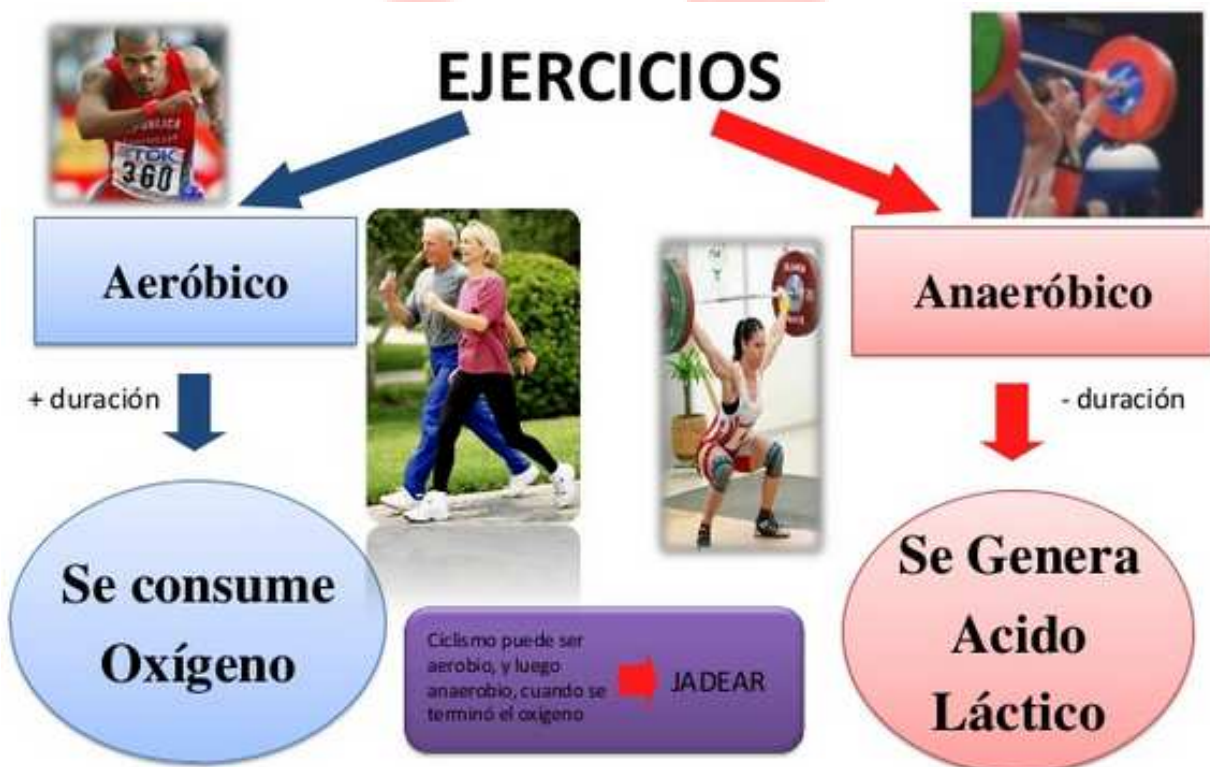 EJERCICIOS
TDK
360
Aeróbico
Anaeróbico
+ duración
- duración
Se consume
Oxígeno
Se Genera
Acido
Láctico
Ciclismo puede ser
aerobio, y luego
anaerobio, cuando se
terminó el oxigeno
JADEAR